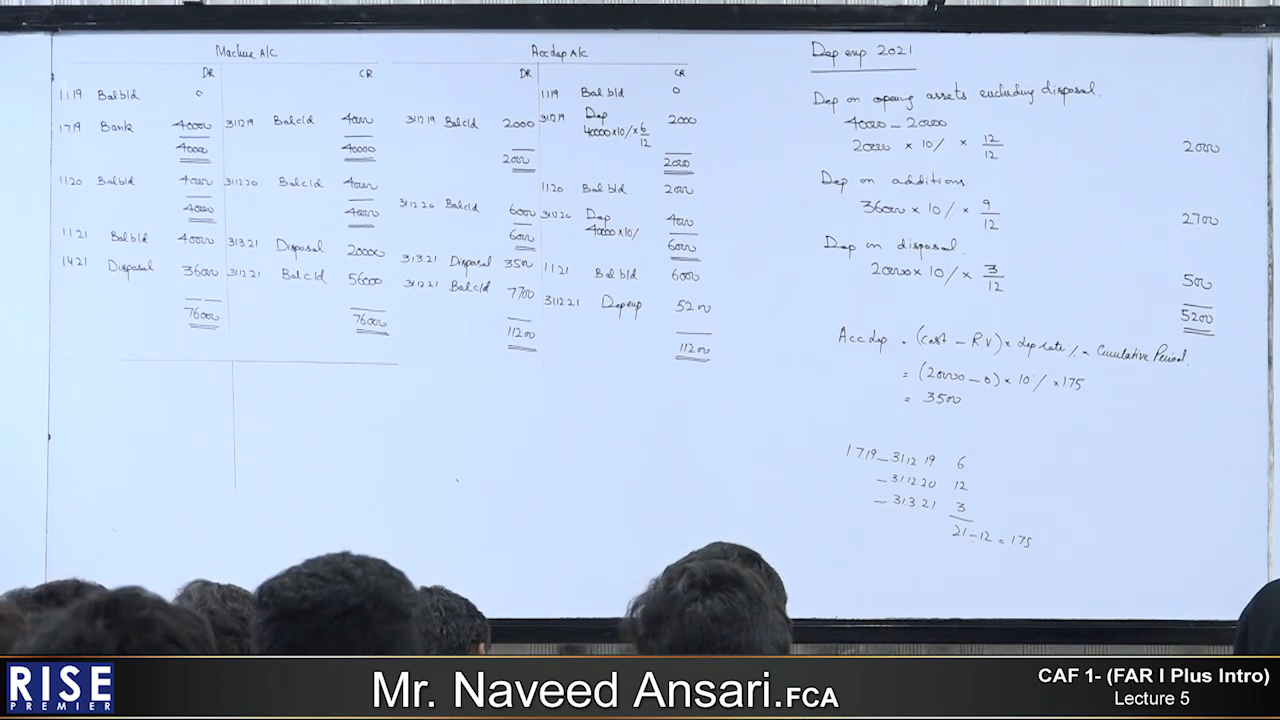 Machine A/C
DR CR
1.1.19 Bal b/d 0
1.7.19 Bank 40000 31.12.19 Bal c/d 40000
40000 40000
1.1.20 Bal b/d 40000 31.12.20 Bal c/d 40000
40000 40000
1.1.21 Bal b/d 40000 31.3.21 Disposal 20000
1.4.21 Disposal 36000 31.12.21 Bal c/d 56000
76000 76000
Acc dep A/C
DR CR
1.1.19 Bal b/d 0
31.12.19 Bal c/d 2000 31.12.19 Dep 2000
40000 x 10% x 6/12
2000 2000
1.1.20 Bal b/d 2000
31.12.20 Bal c/d 6000 31.12.20 Dep 4000
40000 x 10%
6000 6000
31.3.21 Disposal 3500 1.1.21 Bal b/d 6000
31.12.21 Bal c/d 7700 31.12.21 Dep exp 5200
11200 11200
Dep exp 2021
Dep on opening assets excluding disposal.
40000 - 20000
20000 x 10% x 12/12 2000
Dep on additions.
36000 x 10% x 9/12 2700
Dep on disposal
20000 x 10% x 3/12 500
5200
Acc dep = (Cost - RV) x dep rate % x Cumulative Period.
= (20000 - 0) x 10% x 1.75
= 3500
1.7.19 - 31.12.19 6
- 31.12.20 12
- 31.3.21 3
21 ÷ 12 = 1.75
RISE
PREMIER
Mr. Naveed Ansari.FCA
CAF 1- (FAR I Plus Intro)
Lecture 5